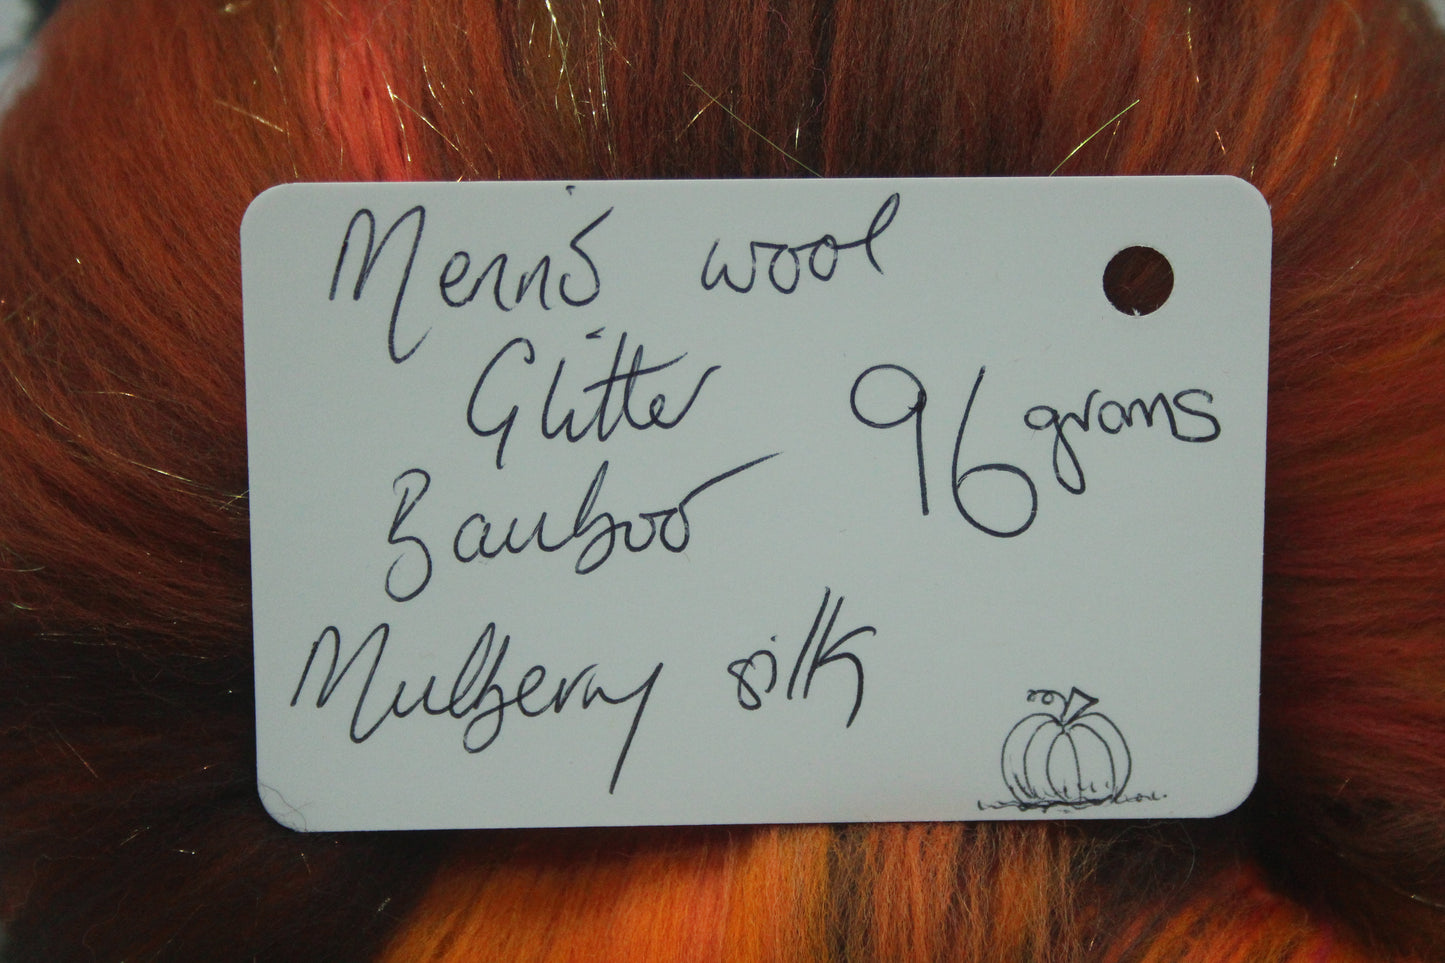 Merino wool
Glitter
96 grams
Bamboo
Mulberry silk